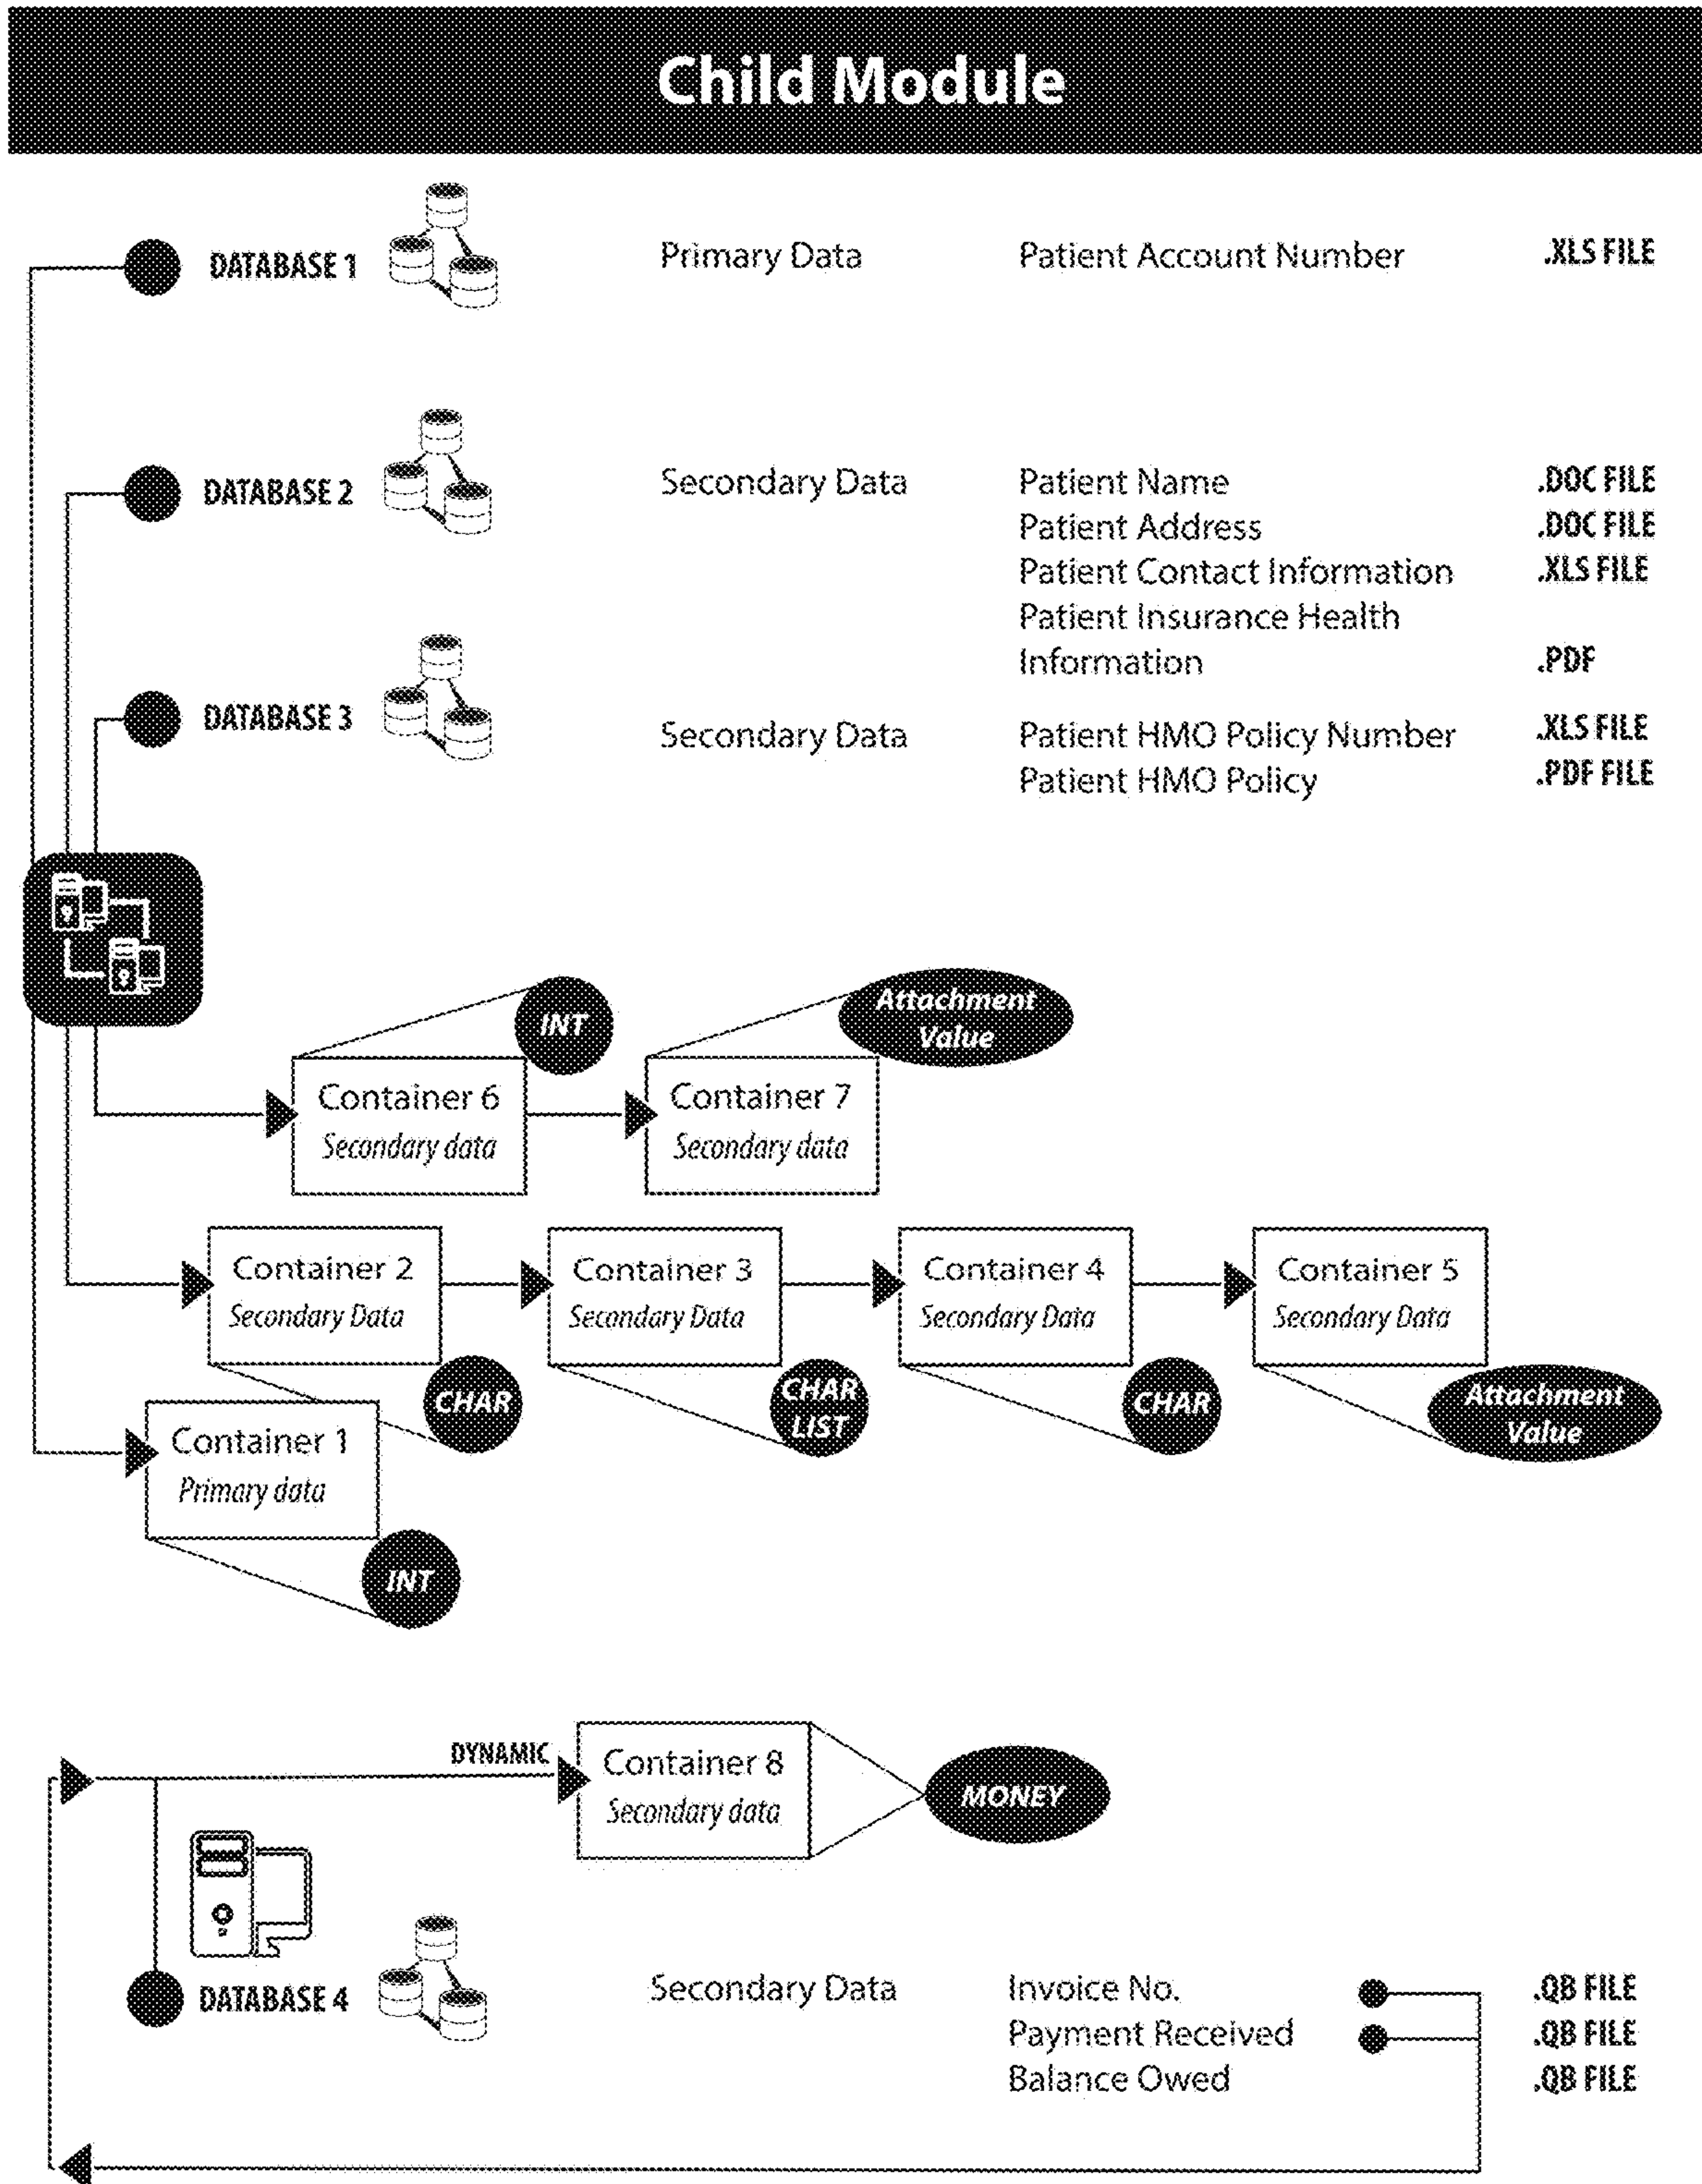 Child Module
DATABASE 1 Primary Data Patient Account Number .XLS FILE
DATABASE 2 Secondary Data Patient Name .DOC FILE
Patient Address .DOC FILE
Patient Contact Information .XLS FILE
Patient Insurance Health
Information .PDF
DATABASE 3 Secondary Data Patient HMO Policy Number .XLS FILE
Patient HMO Policy .PDF FILE
INT
Attachment
Value
Container 6
Secondary data
Container 7
Secondary data
Container 2
Secondary Data
Container 3
Secondary Data
Container 4
Secondary Data
Container 5
Secondary Data
CHAR
CHAR
LIST
CHAR
Attachment
Value
Container 1
Primary data
INT
DYNAMIC
Container 8
Secondary data
MONEY
DATABASE 4 Secondary Data Invoice No. .QB FILE
Payment Received .QB FILE
Balance Owed .QB FILE